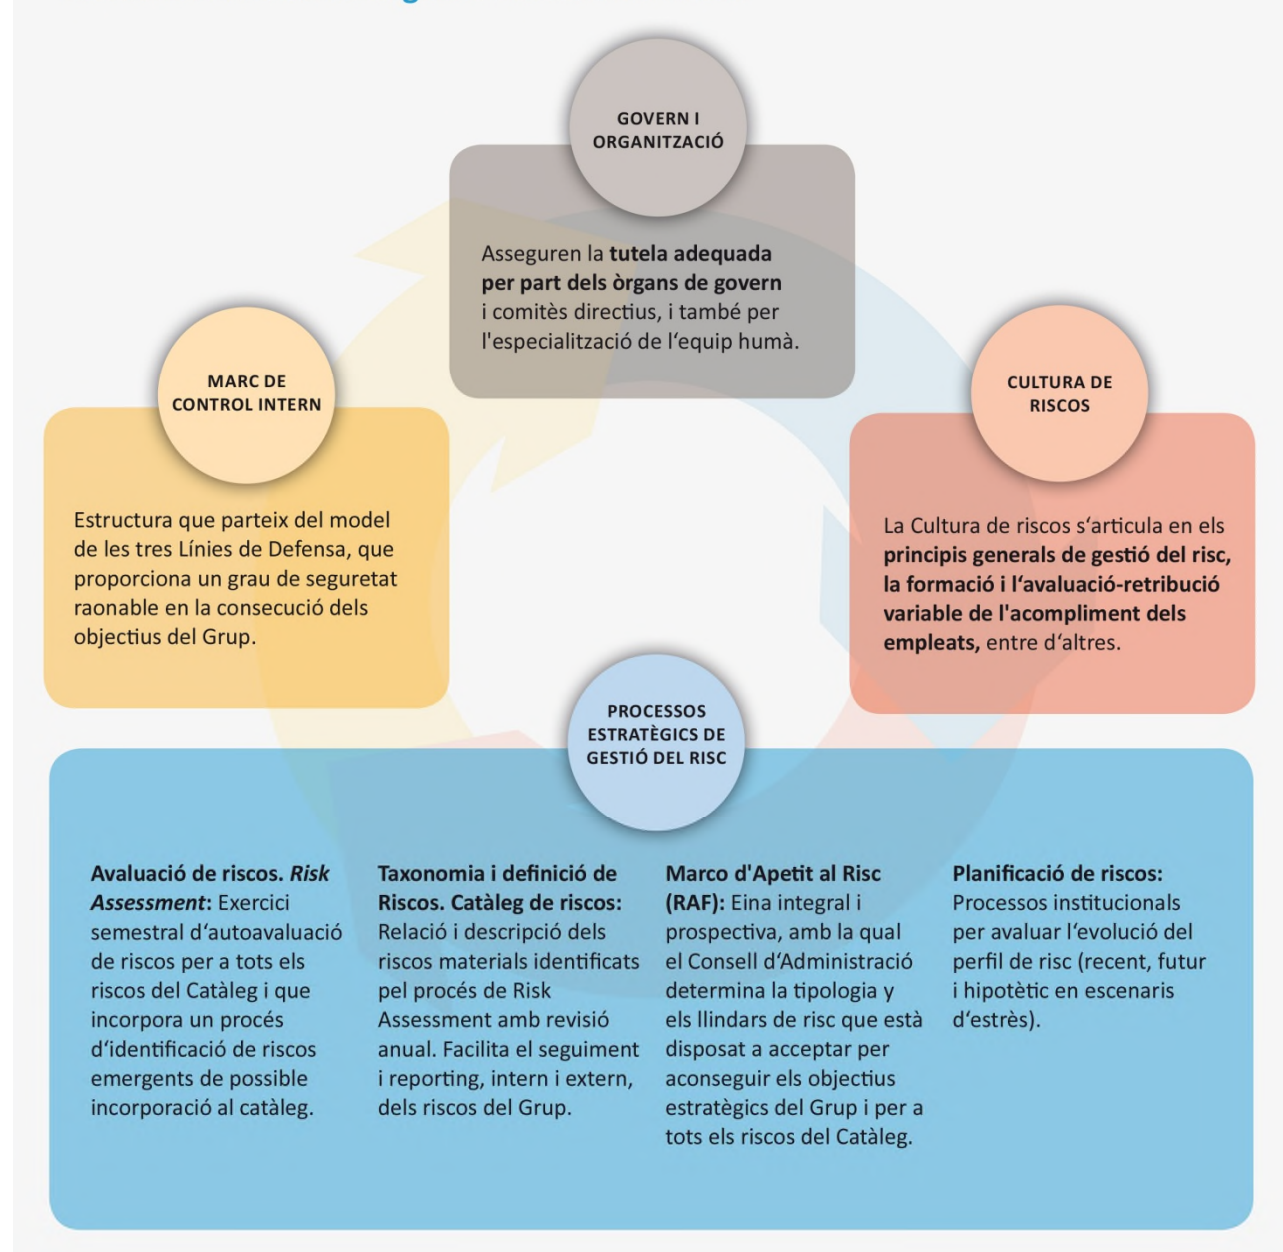 GOVERN I
ORGANITZACIÓ
Asseguren la tutela adequada
per part dels òrgans de govern
i comitès directius, i també per
l'especialització de l‘equip humà.
MARC DE
CONTROL INTERN
Estructura que parteix del model
de les tres Línies de Defensa, que
proporciona un grau de seguretat
raonable en la consecució dels
objectius del Grup.
CULTURA DE
RISCOS
La Cultura de riscos s‘articula en els
principis generals de gestió del risc,
la formació i l‘avaluació-retribució
variable de l'acompliment dels
empleats, entre d‘altres.
PROCESSOS
ESTRATÈGICS DE
GESTIÓ DEL RISC
Avaluació de riscos. Risk
Assessment: Exercici
semestral d‘autoavaluació
de riscos per a tots els
riscos del Catàleg i que
incorpora un procés
d‘identificació de riscos
emergents de possible
incorporació al catàleg.
Taxonomia i definició de
Riscos. Catàleg de riscos:
Relació i descripció dels
riscos materials identificats
pel procés de Risk
Assessment amb revisió
anual. Facilita el seguiment
i reporting, intern i extern,
dels riscos del Grup.
Marco d'Apetit al Risc
(RAF): Eina integral i
prospectiva, amb la qual
el Consell d‘Administració
determina la tipologia y
els llindars de risc que està
disposat a acceptar per
aconseguir els objectius
estratègics del Grup i per a
tots els riscos del Catàleg.
Planificació de riscos:
Processos institucionals
per avaluar l‘evolució del
perfil de risc (recent, futur
i hipotètic en escenaris
d‘estrès).